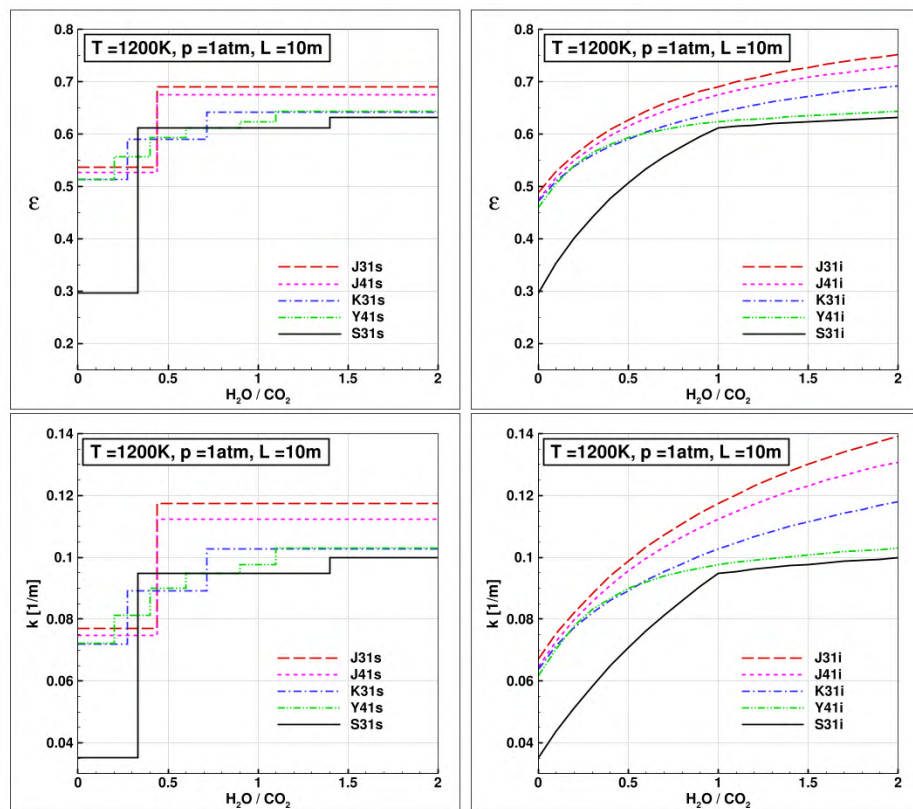 T =1200K, p =1atm, L =10m
0.8
0.7
0.6
0.5
0.4
0.3
0.2
ε
J31s
J41s
K31s
Y41s
S31s
0 0.5 1 1.5 2
H₂O / CO₂
T =1200K, p =1atm, L =10m
0.8
0.7
0.6
0.5
0.4
0.3
0.2
ε
J31i
J41i
K31i
Y41i
S31i
0 0.5 1 1.5 2
H₂O / CO₂
T =1200K, p =1atm, L =10m
0.14
0.12
0.1
0.08
0.06
0.04
k [1/m]
J31s
J41s
K31s
Y41s
S31s
0 0.5 1 1.5 2
H₂O / CO₂
T =1200K, p =1atm, L =10m
0.14
0.12
0.1
0.08
0.06
0.04
k [1/m]
J31i
J41i
K31i
Y41i
S31i
0 0.5 1 1.5 2
H₂O / CO₂